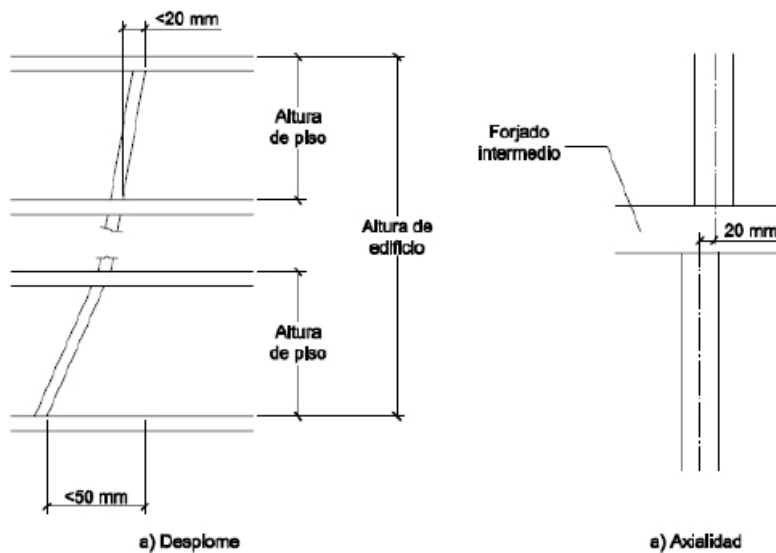 <20 mm
Altura
de piso
Forjado
intermedio
Altura de
edificio
20 mm
Altura
de piso
<50 mm
a) Desplome
a) Axialidad